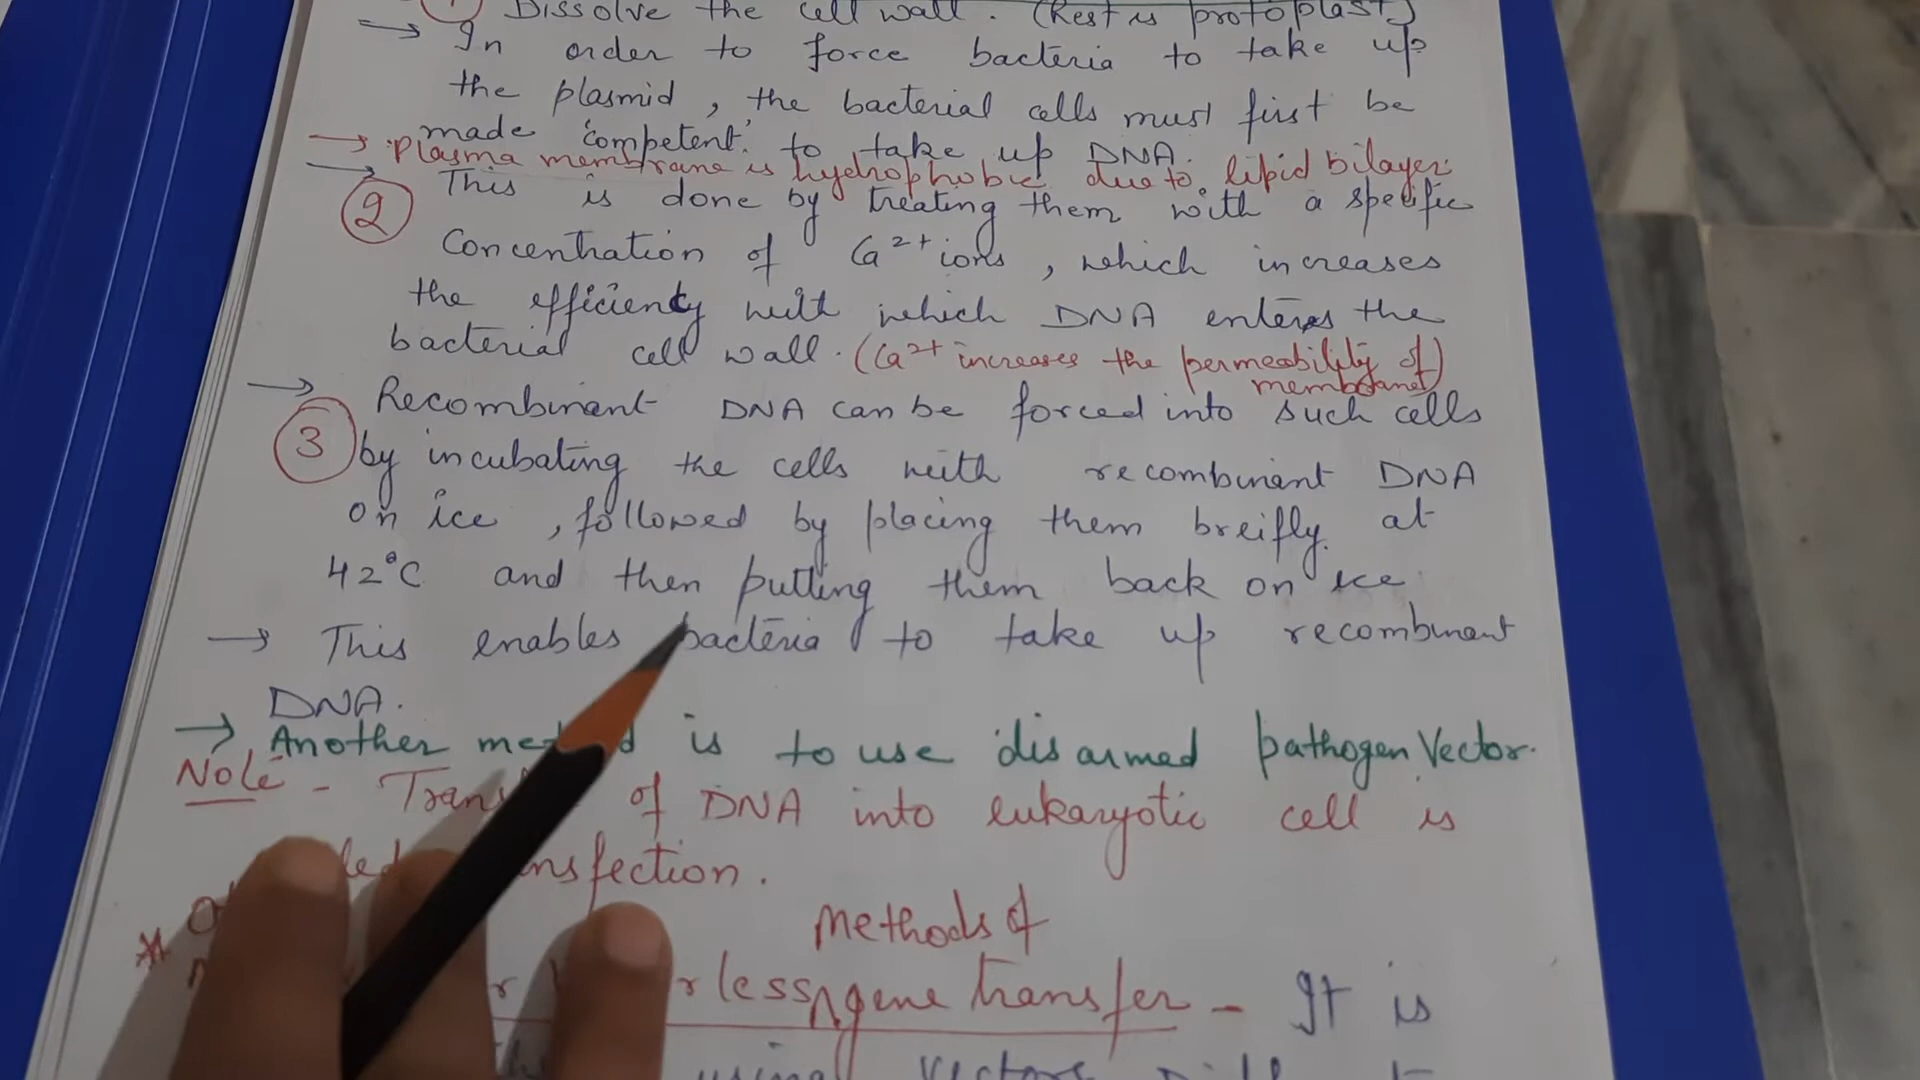 1 Dissolve the cell wall. (Rest is protoplast)
→ In order to force bacteria to take up
the plasmid, the bacterial cells must first be
made 'competent' to take up DNA.
→ Plasma membrane is hydrophobic due to lipid bilayer
→ This is done by treating them with a specific
2
Concentration of Ca²⁺ ions, which increases
the efficiency with which DNA enters the
bacterial cell wall. (Ca²⁺ increases the permeability of
membrane)
→ Recombinant DNA can be forced into such cells
3 by incubating the cells with recombinant DNA
on ice, followed by placing them breifly at
42°C and then putting them back on ice
→ This enables bacteria to take up recombinant
DNA.
→ Another is to use disarmed pathogen Vector.
Note - of DNA into eukaryotic cell is
methods of
less gene transfer - It is
using vectors